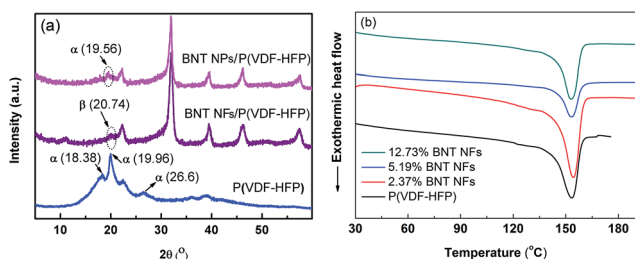 (a)
α (19.56)
BNT NPs/P(VDF-HFP)
β (20.74)
BNT NFs/P(VDF-HFP)
α (18.38)
α (19.96)
α (26.6)
P(VDF-HFP)
Intensity (a.u.)
10 20 30 40 50
2θ (°)
(b)
Exothermic heat flow
12.73% BNT NFs
5.19% BNT NFs
2.37% BNT NFs
P(VDF-HFP)
30 60 90 120 150 180
Temperature (°C)